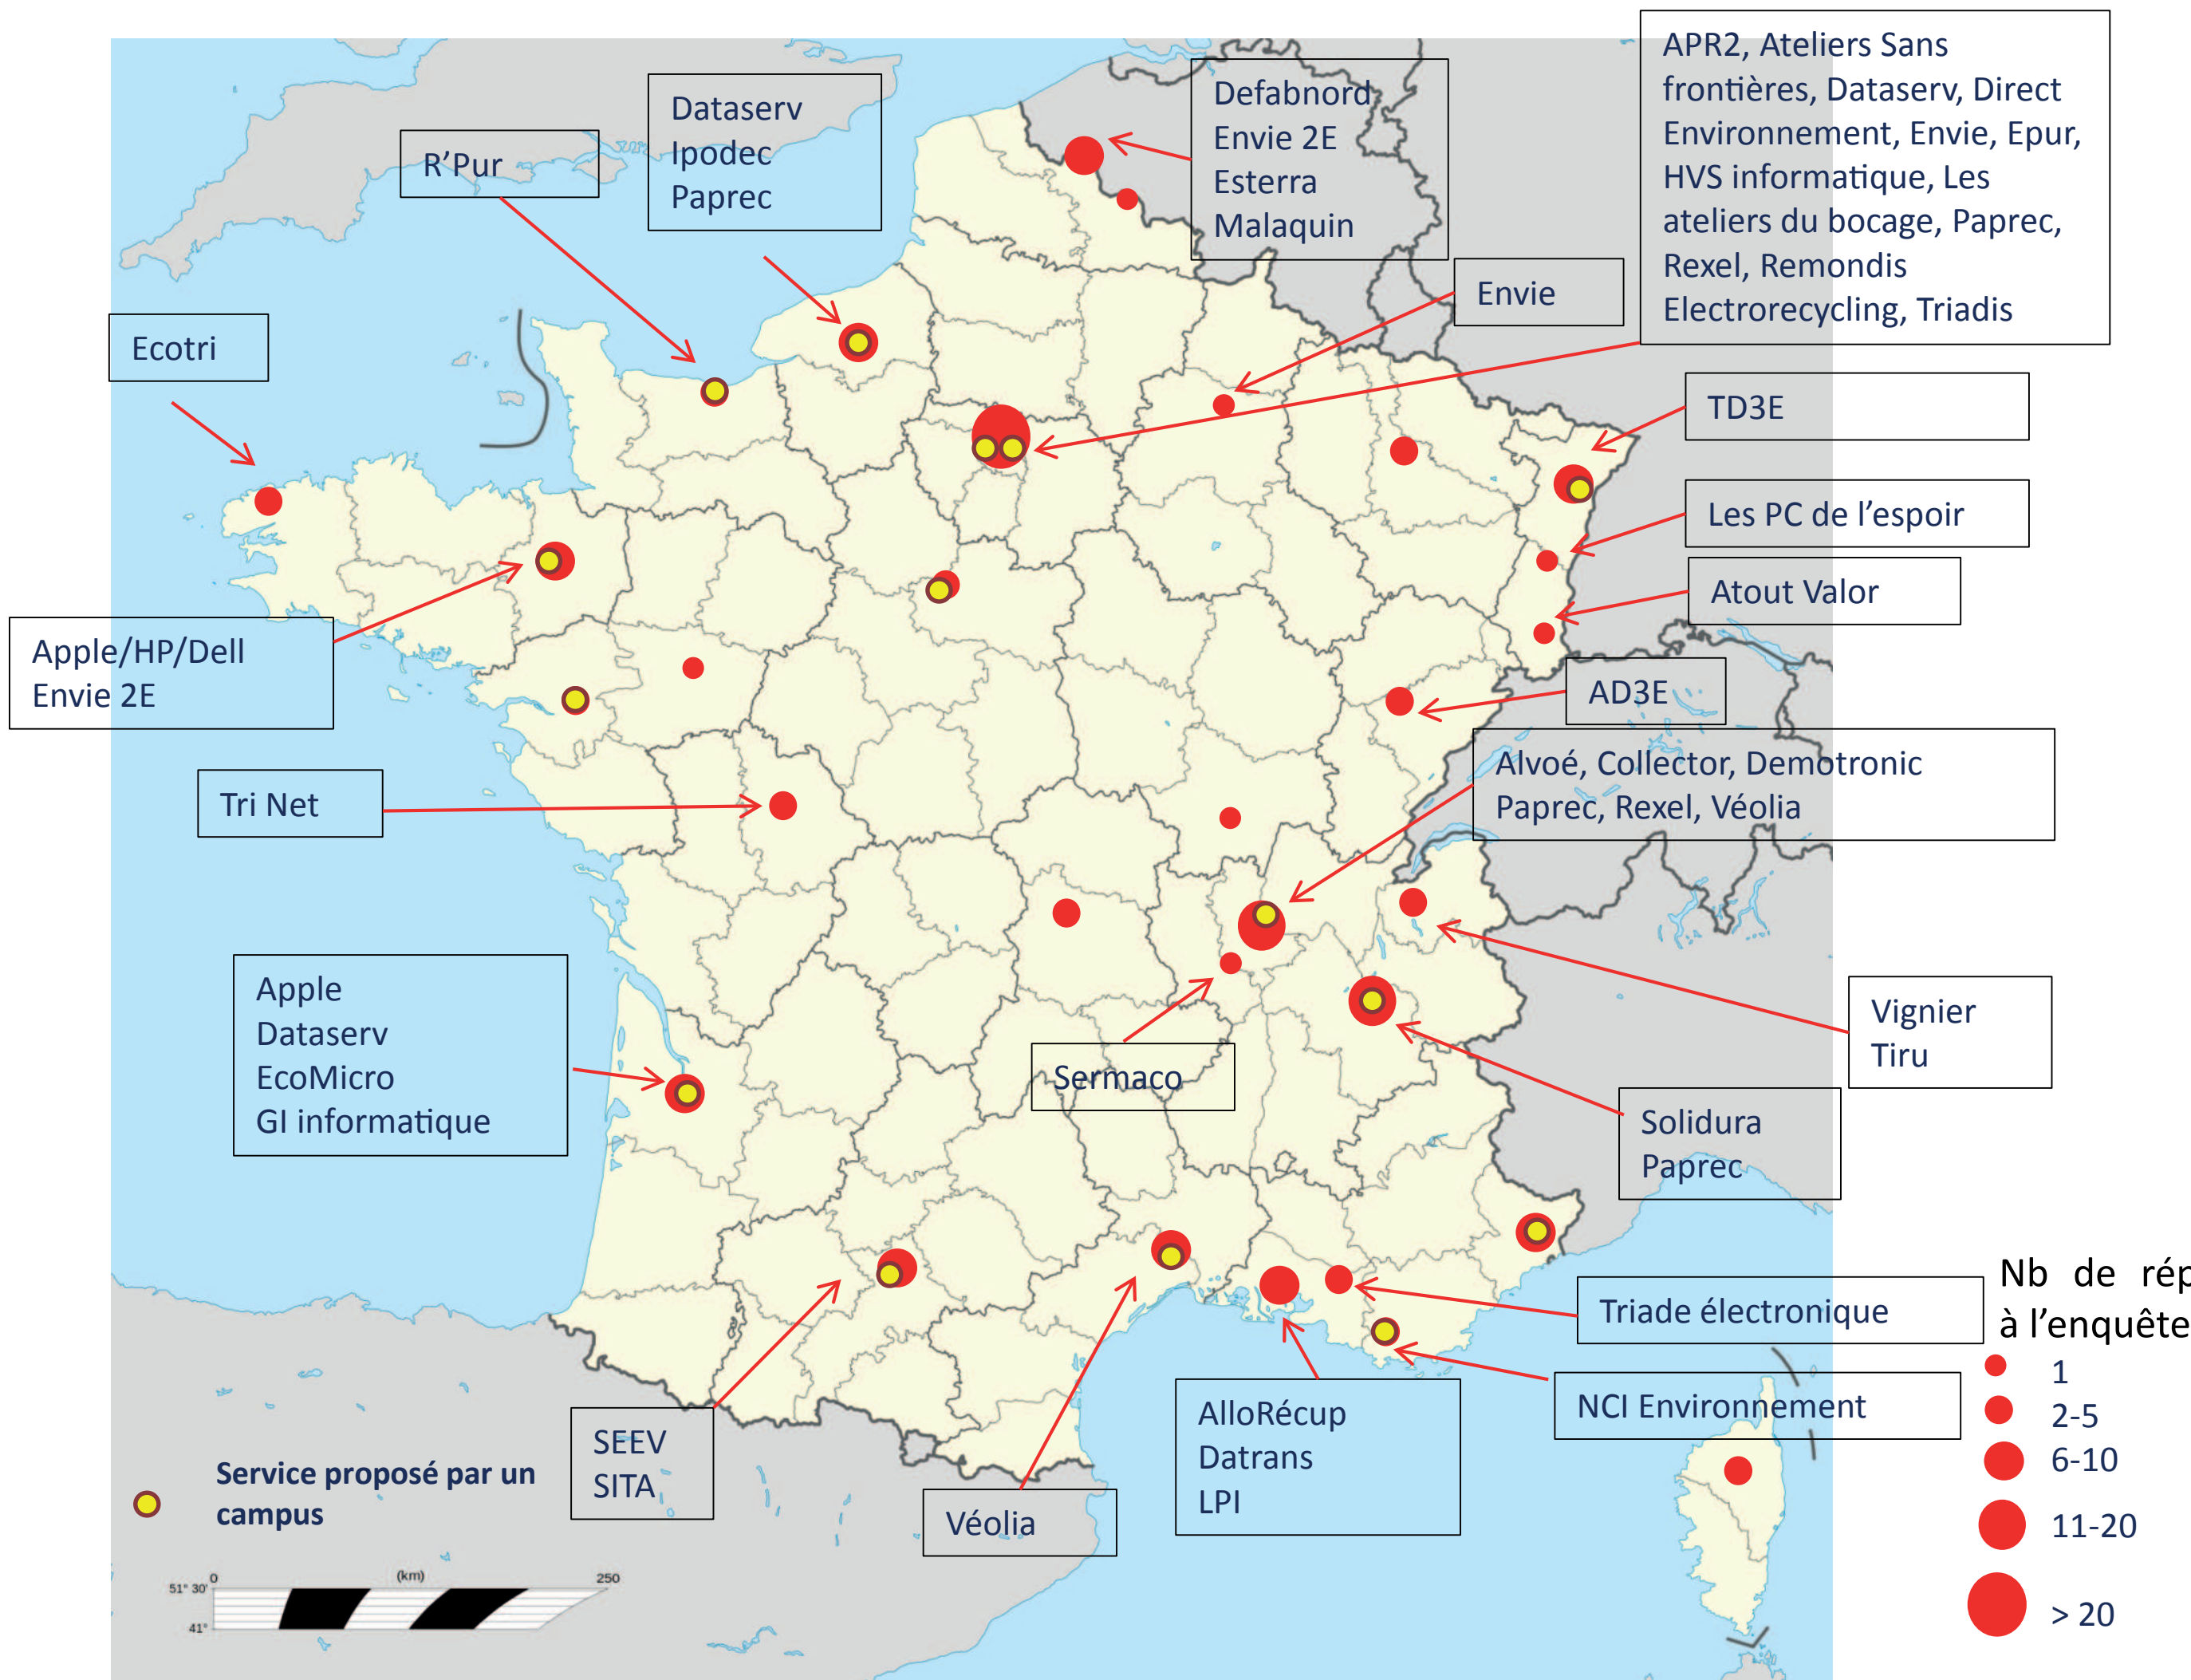 APR2, Ateliers Sans
frontières, Dataserv, Direct
Environnement, Envie, Epur,
HVS informatique, Les
ateliers du bocage, Paprec,
Rexel, Remondis
Electrorecycling, Triadis
Defabnord
Envie 2E
Esterra
Malaquin
Dataserv
Ipodec
Paprec
R’Pur
Envie
Ecotri
TD3E
Les PC de l’espoir
Atout Valor
Apple/HP/Dell
Envie 2E
AD3E
Alvoé, Collector, Demotronic
Paprec, Rexel, Véolia
Tri Net
Apple
Dataserv
EcoMicro
GI informatique
Vignier
Tiru
Sermaco
Solidura
Paprec
Triade électronique
NCI Environnement
AlloRécup
Datrans
LPI
SEEV
SITA
Véolia
Nb de rép
à l’enquête
1
2-5
6-10
11-20
> 20
Service proposé par un
campus
0 (km) 250
51° 30'
41°